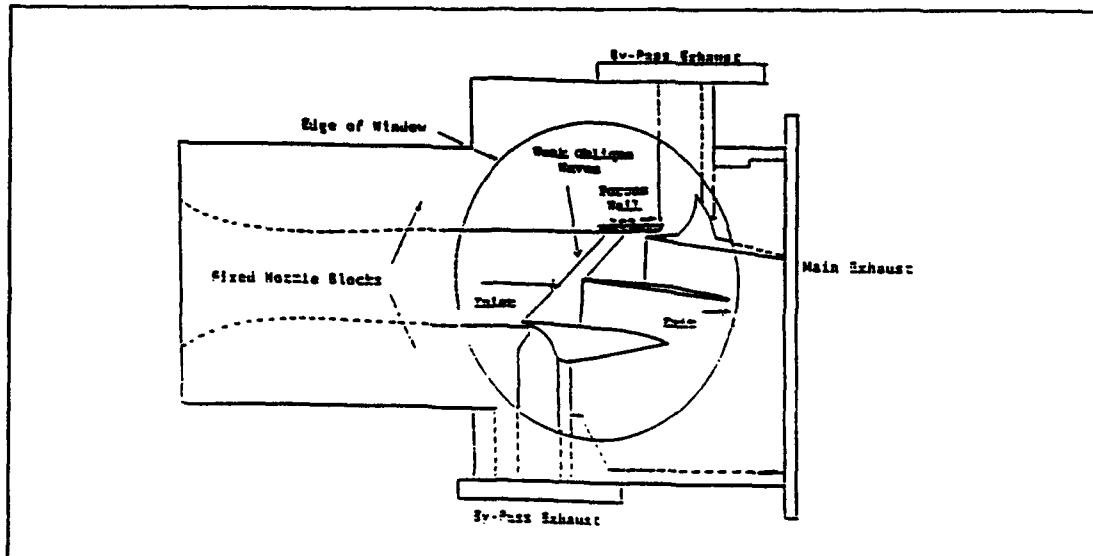 By-Pass Exhaust
Edge of Window
Weak Oblique
Waves
Porous
Wall
Fixed Nozzle Blocks
Main Exhaust
By-Pass Exhaust